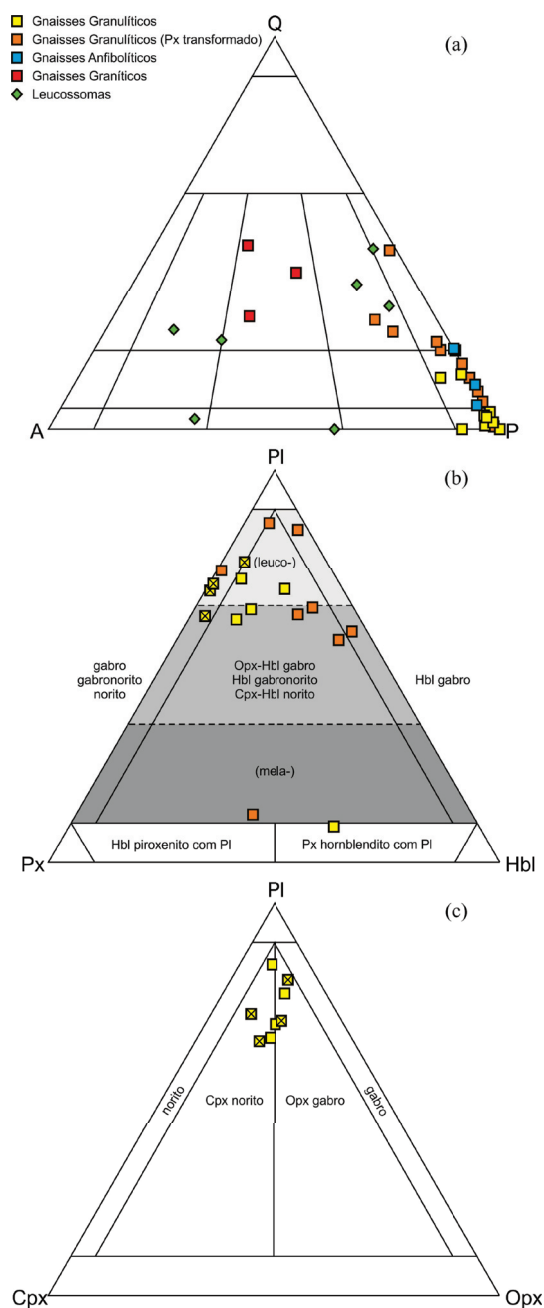 Gnaisses Granulíticos
Gnaisses Granulíticos (Px transformado)
Gnaisses Anfibolíticos
Gnaisses Graníticos
Leucossomas
Q
(a)
A
P
Pl
(b)
(leuco-)
gabro
gabronorito
norito
Opx-Hbl gabro
Hbl gabronorito
Cpx-Hbl norito
Hbl gabro
(mela-)
Hbl piroxenito com Pl
Px hornblendito com Pl
Px
Hbl
Pl
(c)
norito
Cpx norito
Opx gabro
gabro
Cpx
Opx